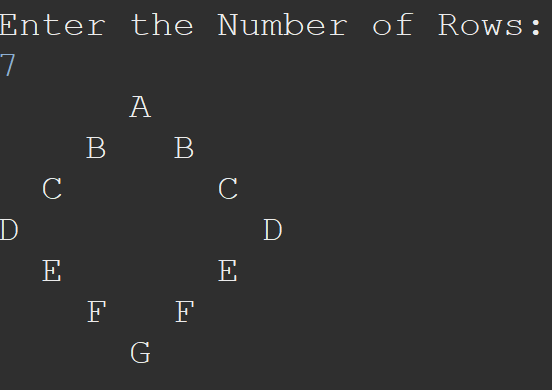 Enter the Number of Rows:
7
A
B B
C C
D D
E E
F F
G